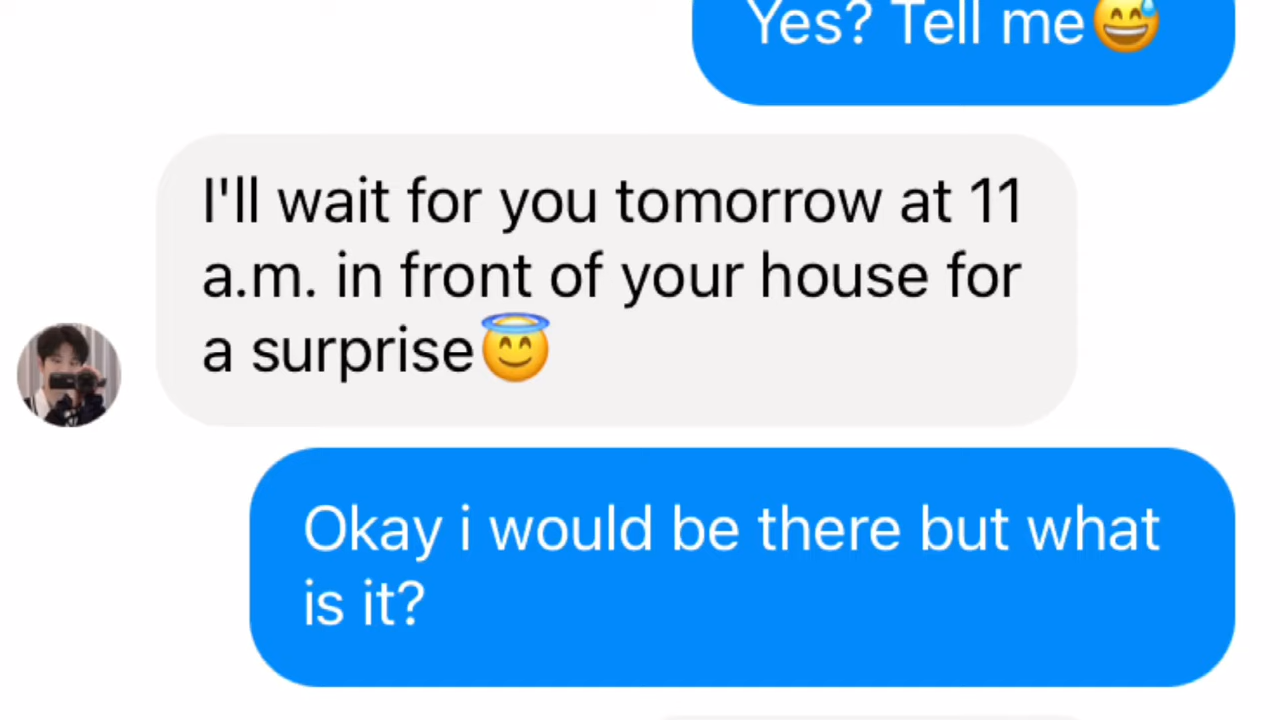 Yes? Tell me😅
I'll wait for you tomorrow at 11
a.m. in front of your house for
a surprise😇
Okay i would be there but what
is it?